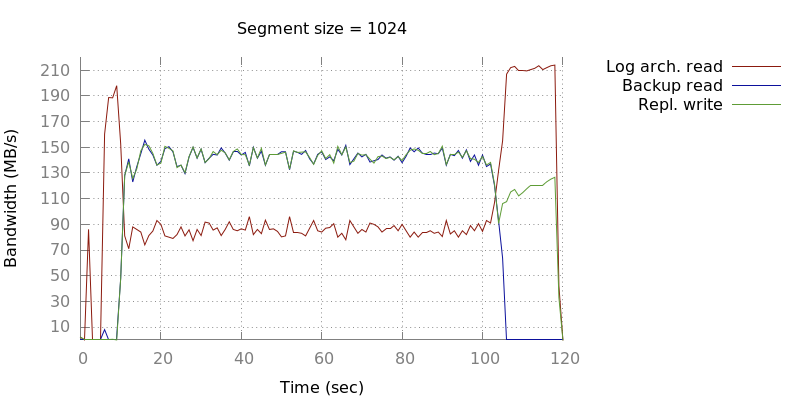 Segment size = 1024
Log arch. read
Backup read
Repl. write
Bandwidth (MB/s)
210
190
170
150
130
110
90
70
50
30
10
0 20 40 60 80 100 120
Time (sec)